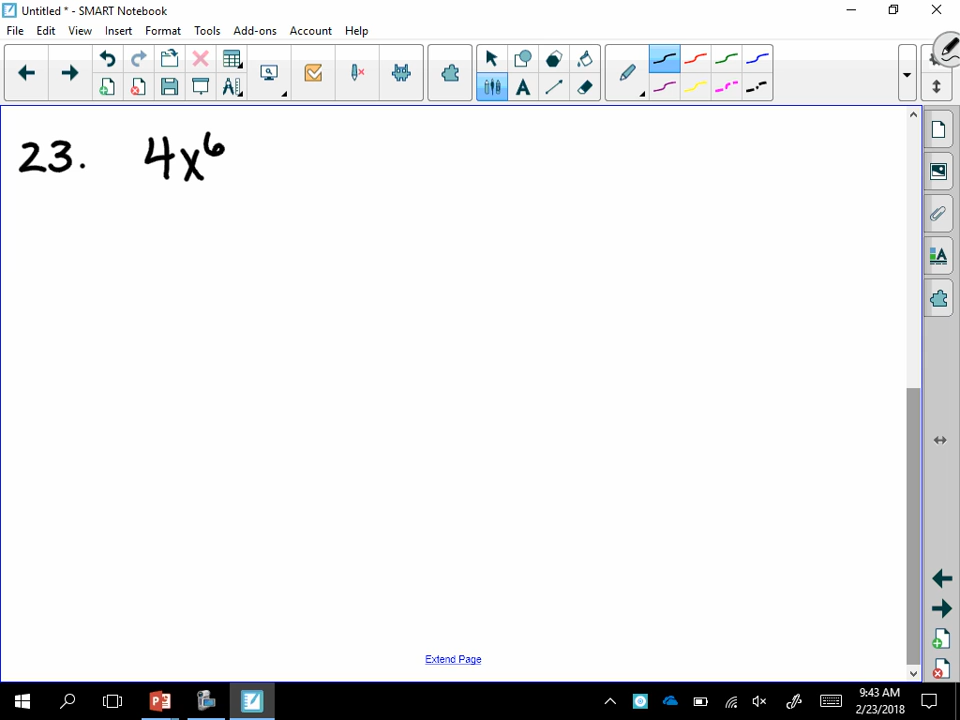 Untitled * - SMART Notebook
File Edit View Insert Format Tools Add-ons Account Help
23. 4x⁶
Extend Page
9:43 AM
2/23/2018